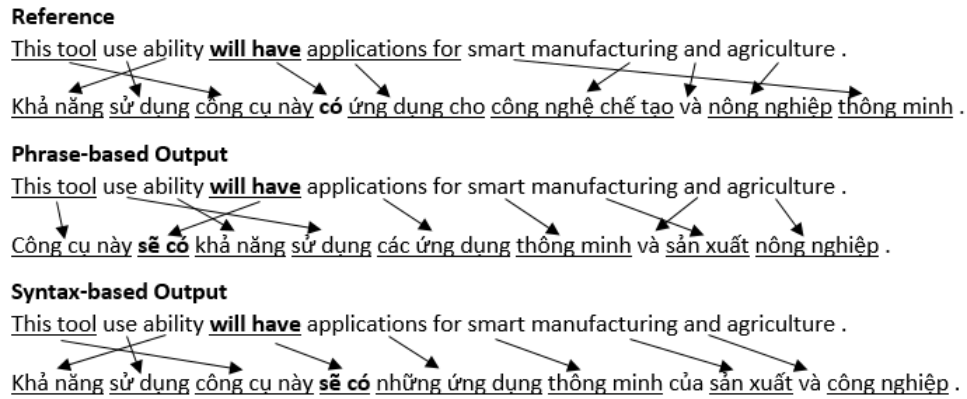 Reference
This tool use ability will have applications for smart manufacturing and agriculture .
Khả năng sử dụng công cụ này có ứng dụng cho công nghệ chế tạo và nông nghiệp thông minh .
Phrase-based Output
This tool use ability will have applications for smart manufacturing and agriculture .
Công cụ này sẽ có khả năng sử dụng các ứng dụng thông minh và sản xuất nông nghiệp .
Syntax-based Output
This tool use ability will have applications for smart manufacturing and agriculture .
Khả năng sử dụng công cụ này sẽ có những ứng dụng thông minh của sản xuất và công nghiệp .